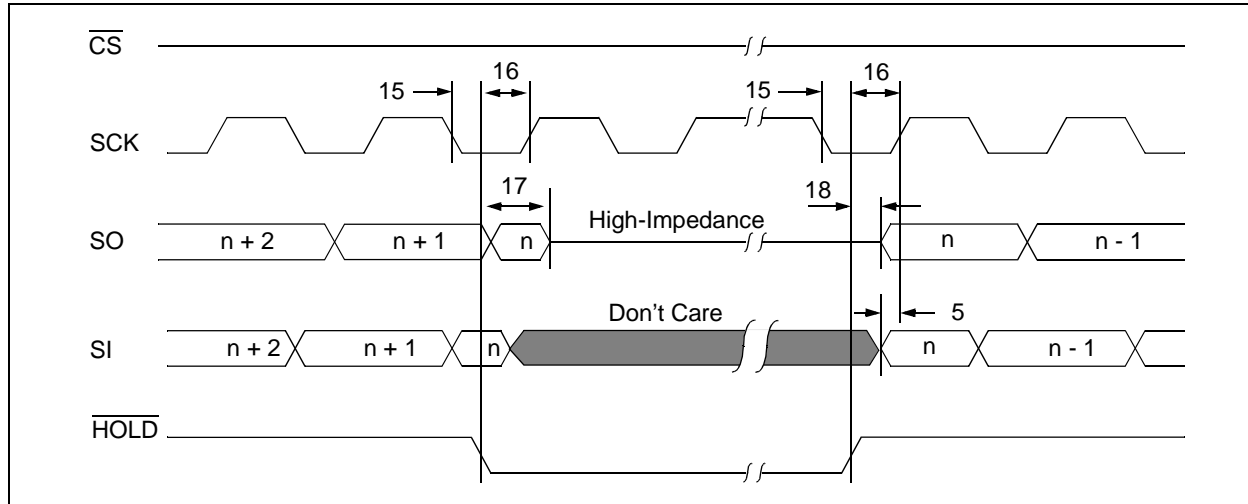 CS
16
16
15
15
SCK
17
18
High-Impedance
SO
n + 2
n + 1
n
n
n - 1
Don't Care
5
SI
n + 2
n + 1
n
n
n - 1
HOLD